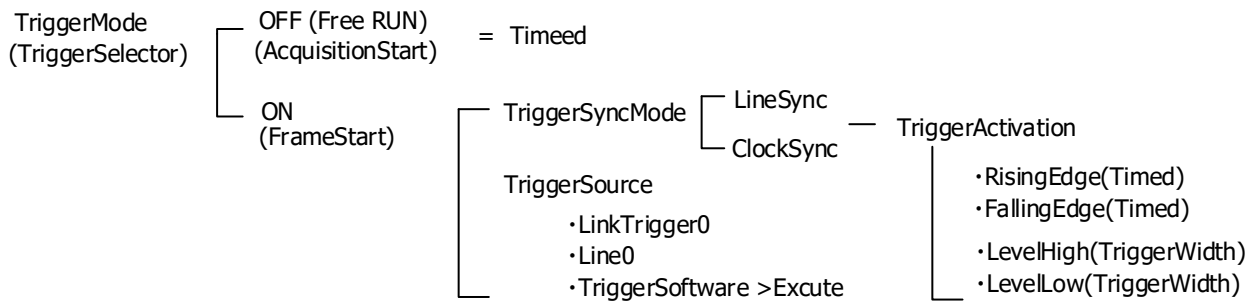 TriggerMode
(TriggerSelector)
OFF (Free RUN)
(AcquisitionStart)
= Timeed
ON
(FrameStart)
TriggerSyncMode
LineSync
ClockSync
TriggerActivation
・RisingEdge(Timed)
・FallingEdge(Timed)
・LevelHigh(TriggerWidth)
・LevelLow(TriggerWidth)
TriggerSource
・LinkTrigger0
・Line0
・TriggerSoftware >Excute